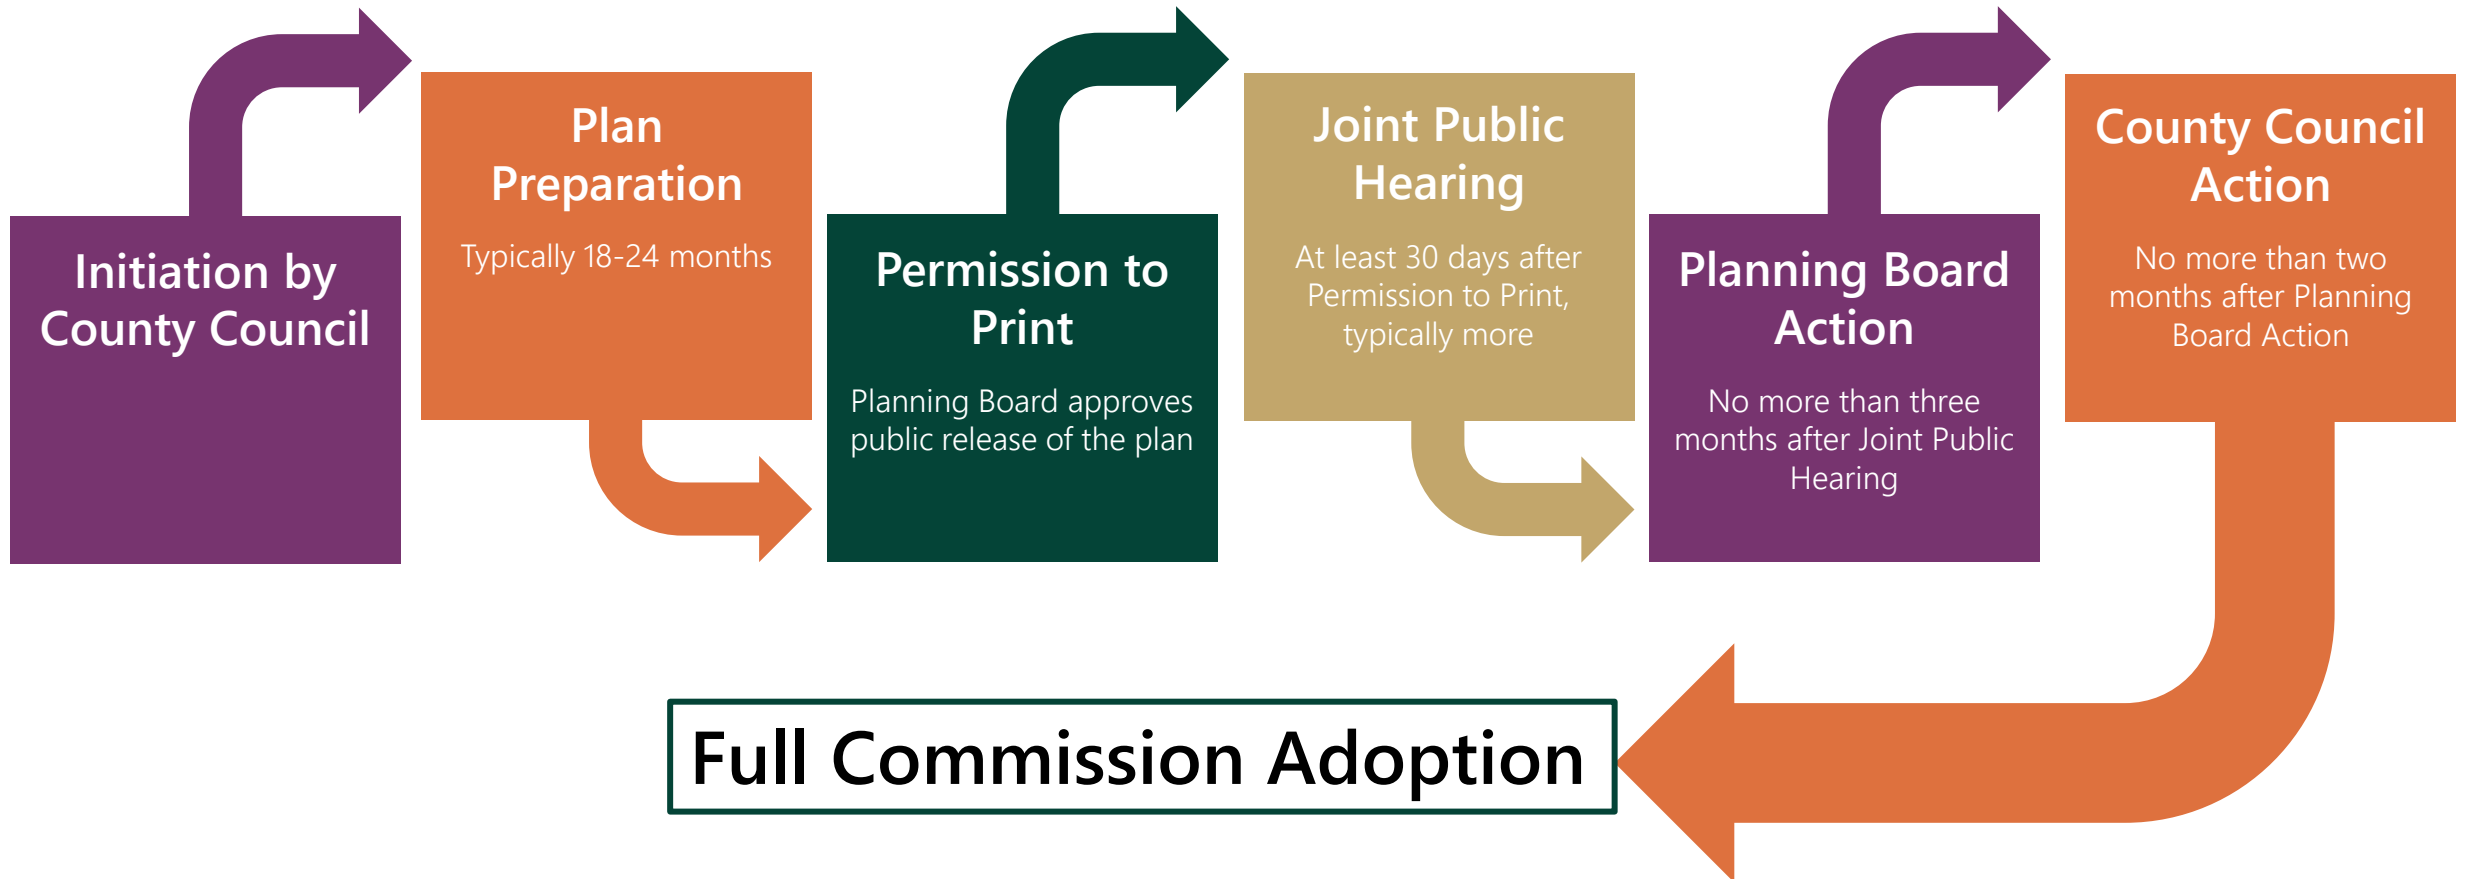 Initiation by
County Council
Plan
Preparation
Typically 18-24 months
Permission to
Print
Planning Board approves
public release of the plan
Joint Public
Hearing
At least 30 days after
Permission to Print,
typically more
Planning Board
Action
No more than three
months after Joint Public
Hearing
County Council
Action
No more than two
months after Planning
Board Action
Full Commission Adoption